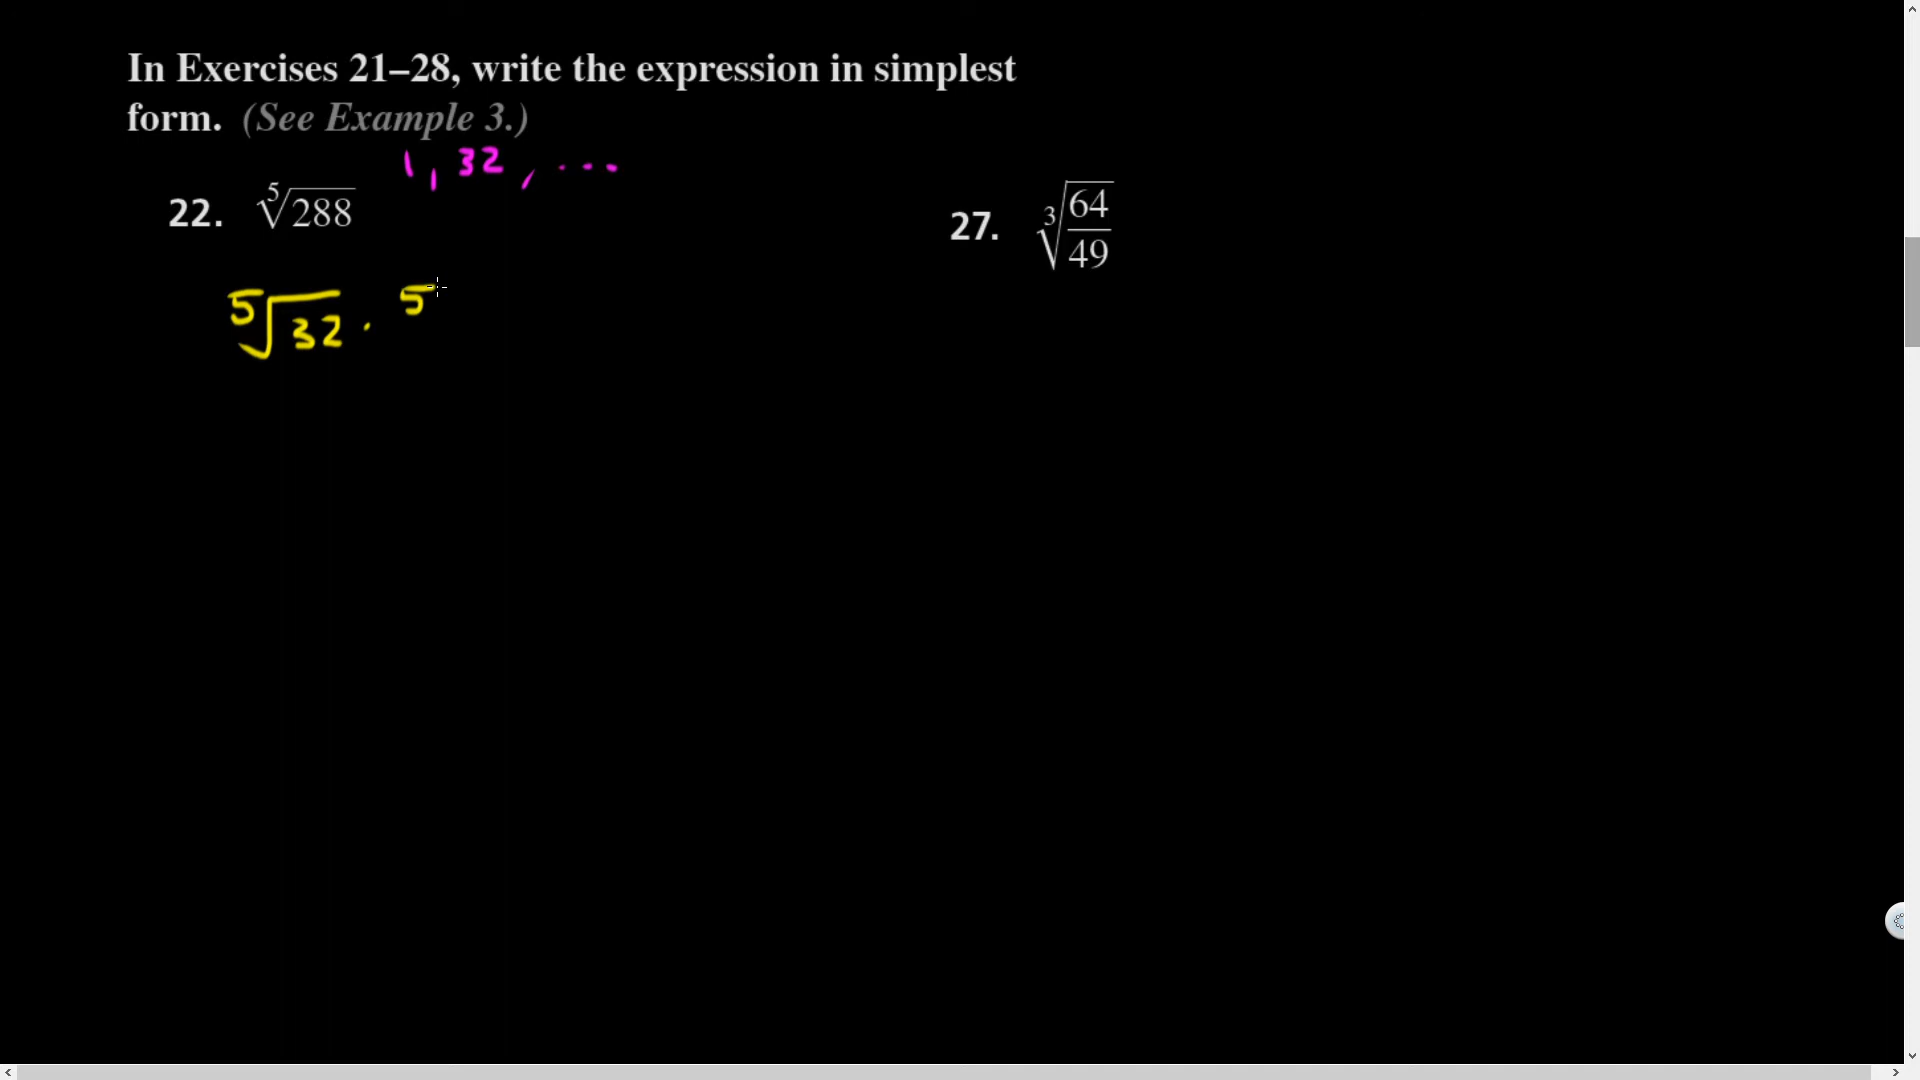 In Exercises 21–28, write the expression in simplest
form. (See Example 3.)
1, 32, ...
22. ⁵√288
27. ³√(64/49)
⁵√32 · 5